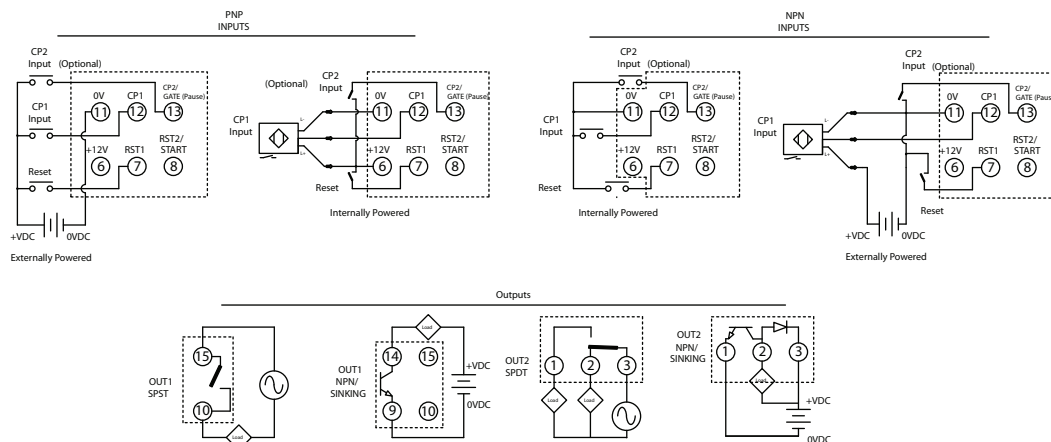 PNP
INPUTS
CP2
Input
(Optional)
0V
CP1
CP2/
GATE (Pause)
11
12
13
CP1
Input
+12V
RST1
RST2/
START
6
7
8
Reset
+VDC
0VDC
Externally Powered
(Optional)
CP2
Input
0V
CP1
CP2/
GATE (Pause)
11
12
13
CP1
Input
L-
L+
+12V
RST1
RST2/
START
6
7
8
Reset
Internally Powered
NPN
INPUTS
CP2
Input
(Optional)
0V
CP1
CP2/
GATE (Pause)
11
12
13
CP1
Input
+12V
RST1
RST2/
START
6
7
8
Reset
Internally Powered
CP2
Input
(Optional)
0V
CP1
CP2/
GATE (Pause)
11
12
13
CP1
Input
L-
L+
+12V
RST1
RST2/
START
6
7
8
Reset
+VDC
0VDC
Externally Powered
Outputs
15
OUT1
SPST
10
Load
Load
14
15
OUT1
NPN/
SINKING
9
10
+VDC
0VDC
1
2
3
OUT2
SPDT
Load
Load
OUT2
NPN/
SINKING
1
2
3
Load
+VDC
0VDC